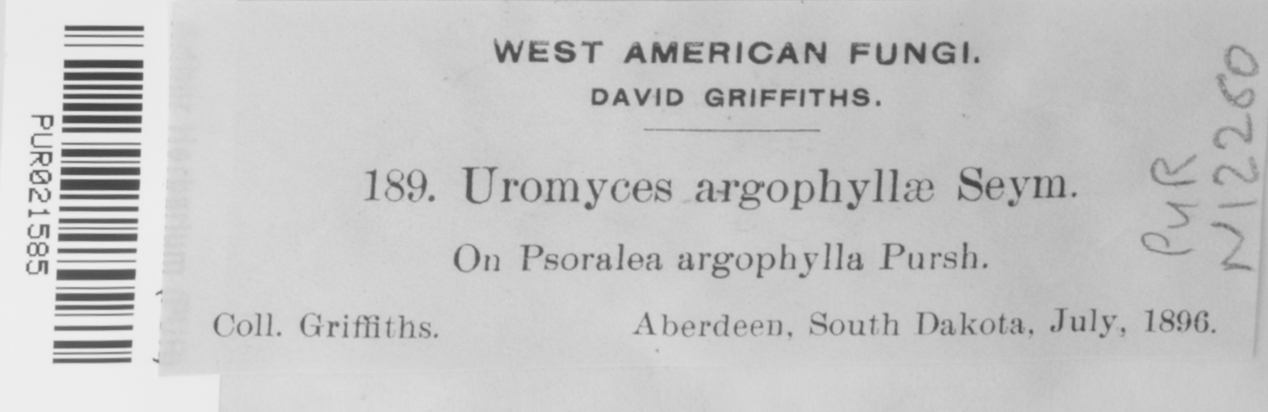 WEST AMERICAN FUNGI.
DAVID GRIFFITHS.
189. Uromyces argophyllæ Seym.
On Psoralea argophylla Pursh.
Coll. Griffiths. Aberdeen, South Dakota, July, 1896.
PUR
N12280
PUR021585